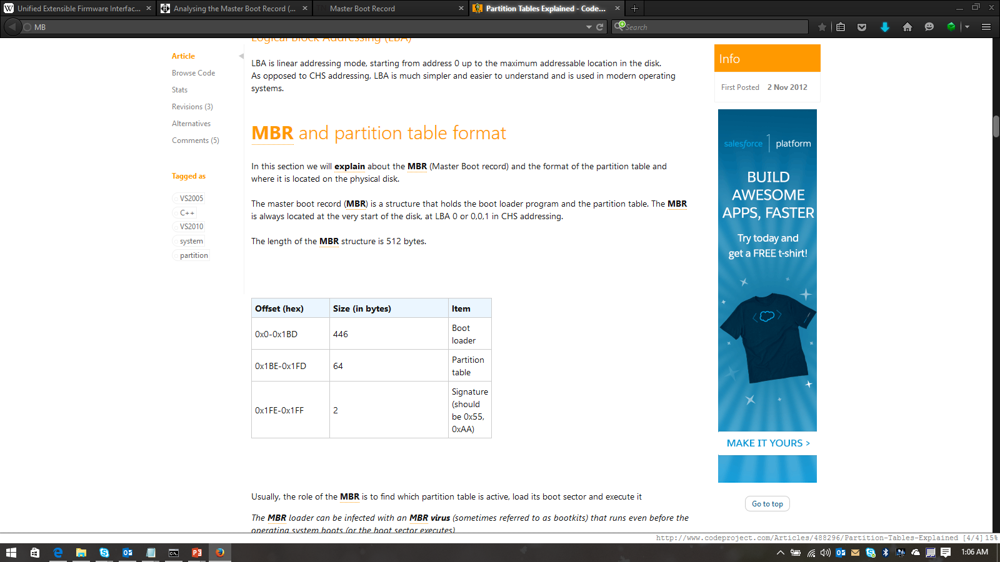 Unified Extensible Firmware Interfac...
Analysing the Master Boot Record (...
Master Boot Record
Partition Tables Explained - Code...
MB
Search
Article
Browse Code
Stats
Revisions (3)
Alternatives
Comments (5)
Tagged as
VS2005
C++
VS2010
system
partition
Logical Block Addressing (LBA)
LBA is linear addressing mode, starting from address 0 up to the maximum addressable location in the disk.
As opposed to CHS addressing, LBA is much simpler and easier to understand and is used in modern operating
systems.
MBR and partition table format
In this section we will explain about the MBR (Master Boot record) and the format of the partition table and
where it is located on the physical disk.
The master boot record (MBR) is a structure that holds the boot loader program and the partition table. The MBR
is always located at the very start of the disk, at LBA 0 or 0,0,1 in CHS addressing.
The length of the MBR structure is 512 bytes.
Offset (hex) Size (in bytes) Item
0x0-0x1BD 446 Boot
loader
0x1BE-0x1FD 64 Partition
table
0x1FE-0x1FF 2 Signature
(should
be 0x55,
0xAA)
Usually, the role of the MBR is to find which partition table is active, load its boot sector and execute it
The MBR loader can be infected with an MBR virus (sometimes referred to as bootkits) that runs even before the
operating system boots (or the boot sector executes)
Info
First Posted 2 Nov 2012
salesforce 1 platform
BUILD
AWESOME
APPS, FASTER
Try today and
get a FREE t-shirt!
MAKE IT YOURS >
Go to top
http://www.codeproject.com/Articles/488296/Partition-Tables-Explained [4/4] 15%
1:06 AM